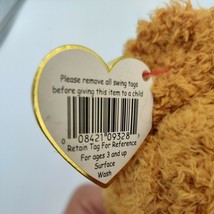 Please remove all swing tags
before giving this item to a child
0 08421 09328
Retain Tag For Reference
For ages 3 and up
Surface
Wash